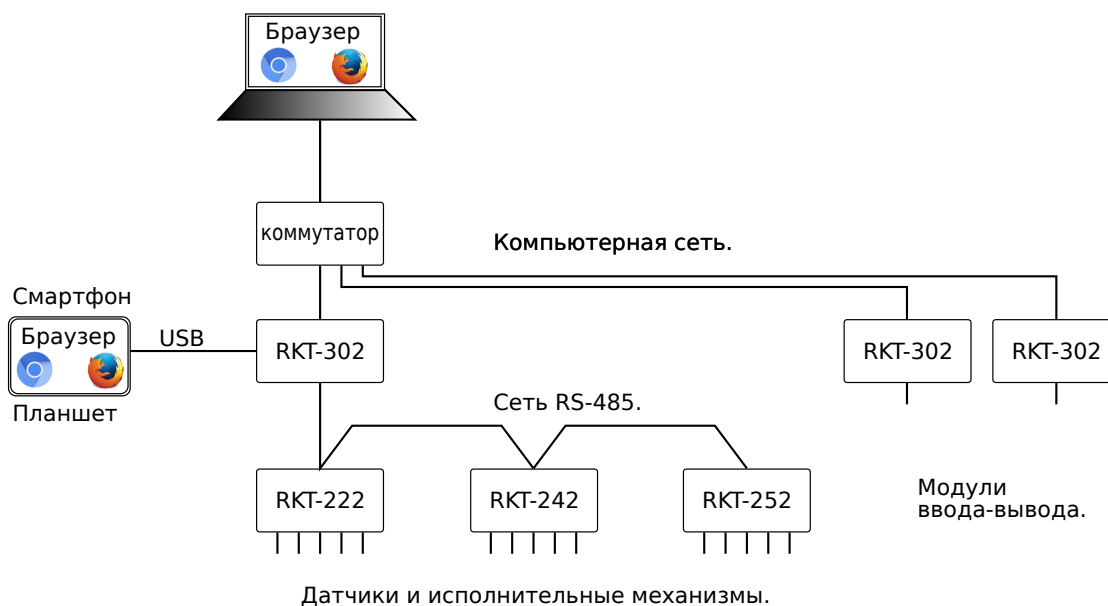 Браузер
коммутатор
Компьютерная сеть.
Смартфон
Браузер
USB
RKT-302
RKT-302
RKT-302
Планшет
Сеть RS-485.
RKT-222
RKT-242
RKT-252
Модули
ввода-вывода.
Датчики и исполнительные механизмы.